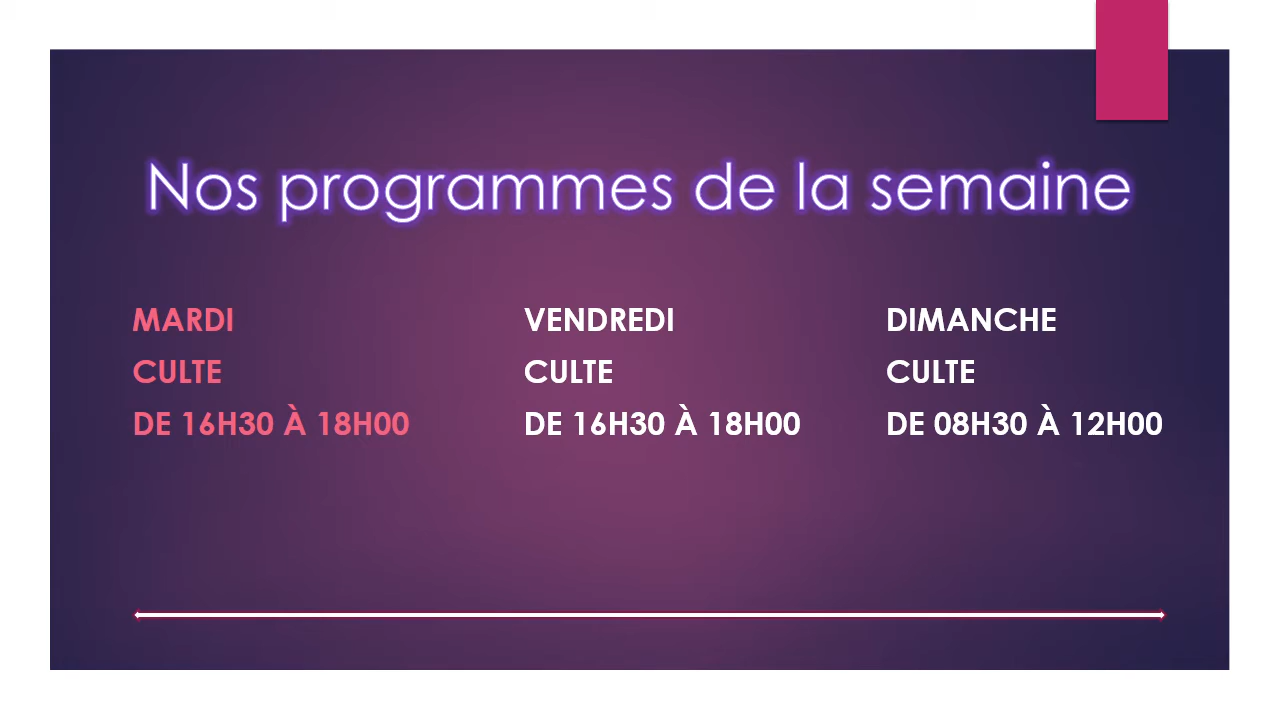 Nos programmes de la semaine
MARDI
CULTE
DE 16H30 À 18H00
VENDREDI
CULTE
DE 16H30 À 18H00
DIMANCHE
CULTE
DE 08H30 À 12H00